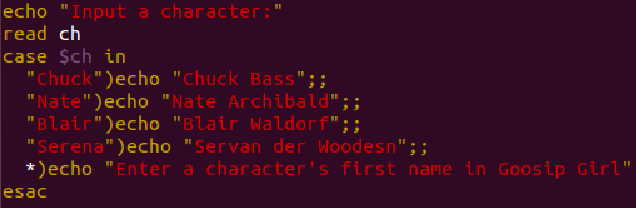 echo "Input a character:"
read ch
case $ch in
  "Chuck")echo "Chuck Bass";;
  "Nate")echo "Nate Archibald";;
  "Blair")echo "Blair Waldorf";;
  "Serena")echo "Servan der Woodesn";;
  *)echo "Enter a character's first name in Goosip Girl"
esac